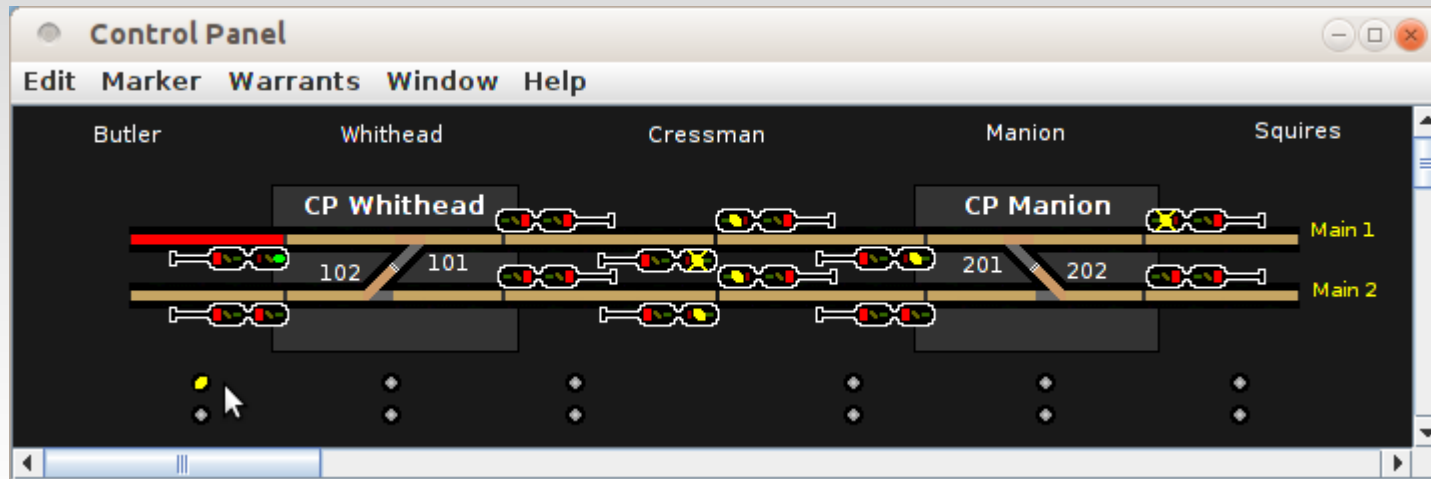 Control Panel
Edit Marker Warrants Window Help
Butler Whithead Cressman Manion Squires
CP Whithead CP Manion
Main 1
102 101 201 202
Main 2